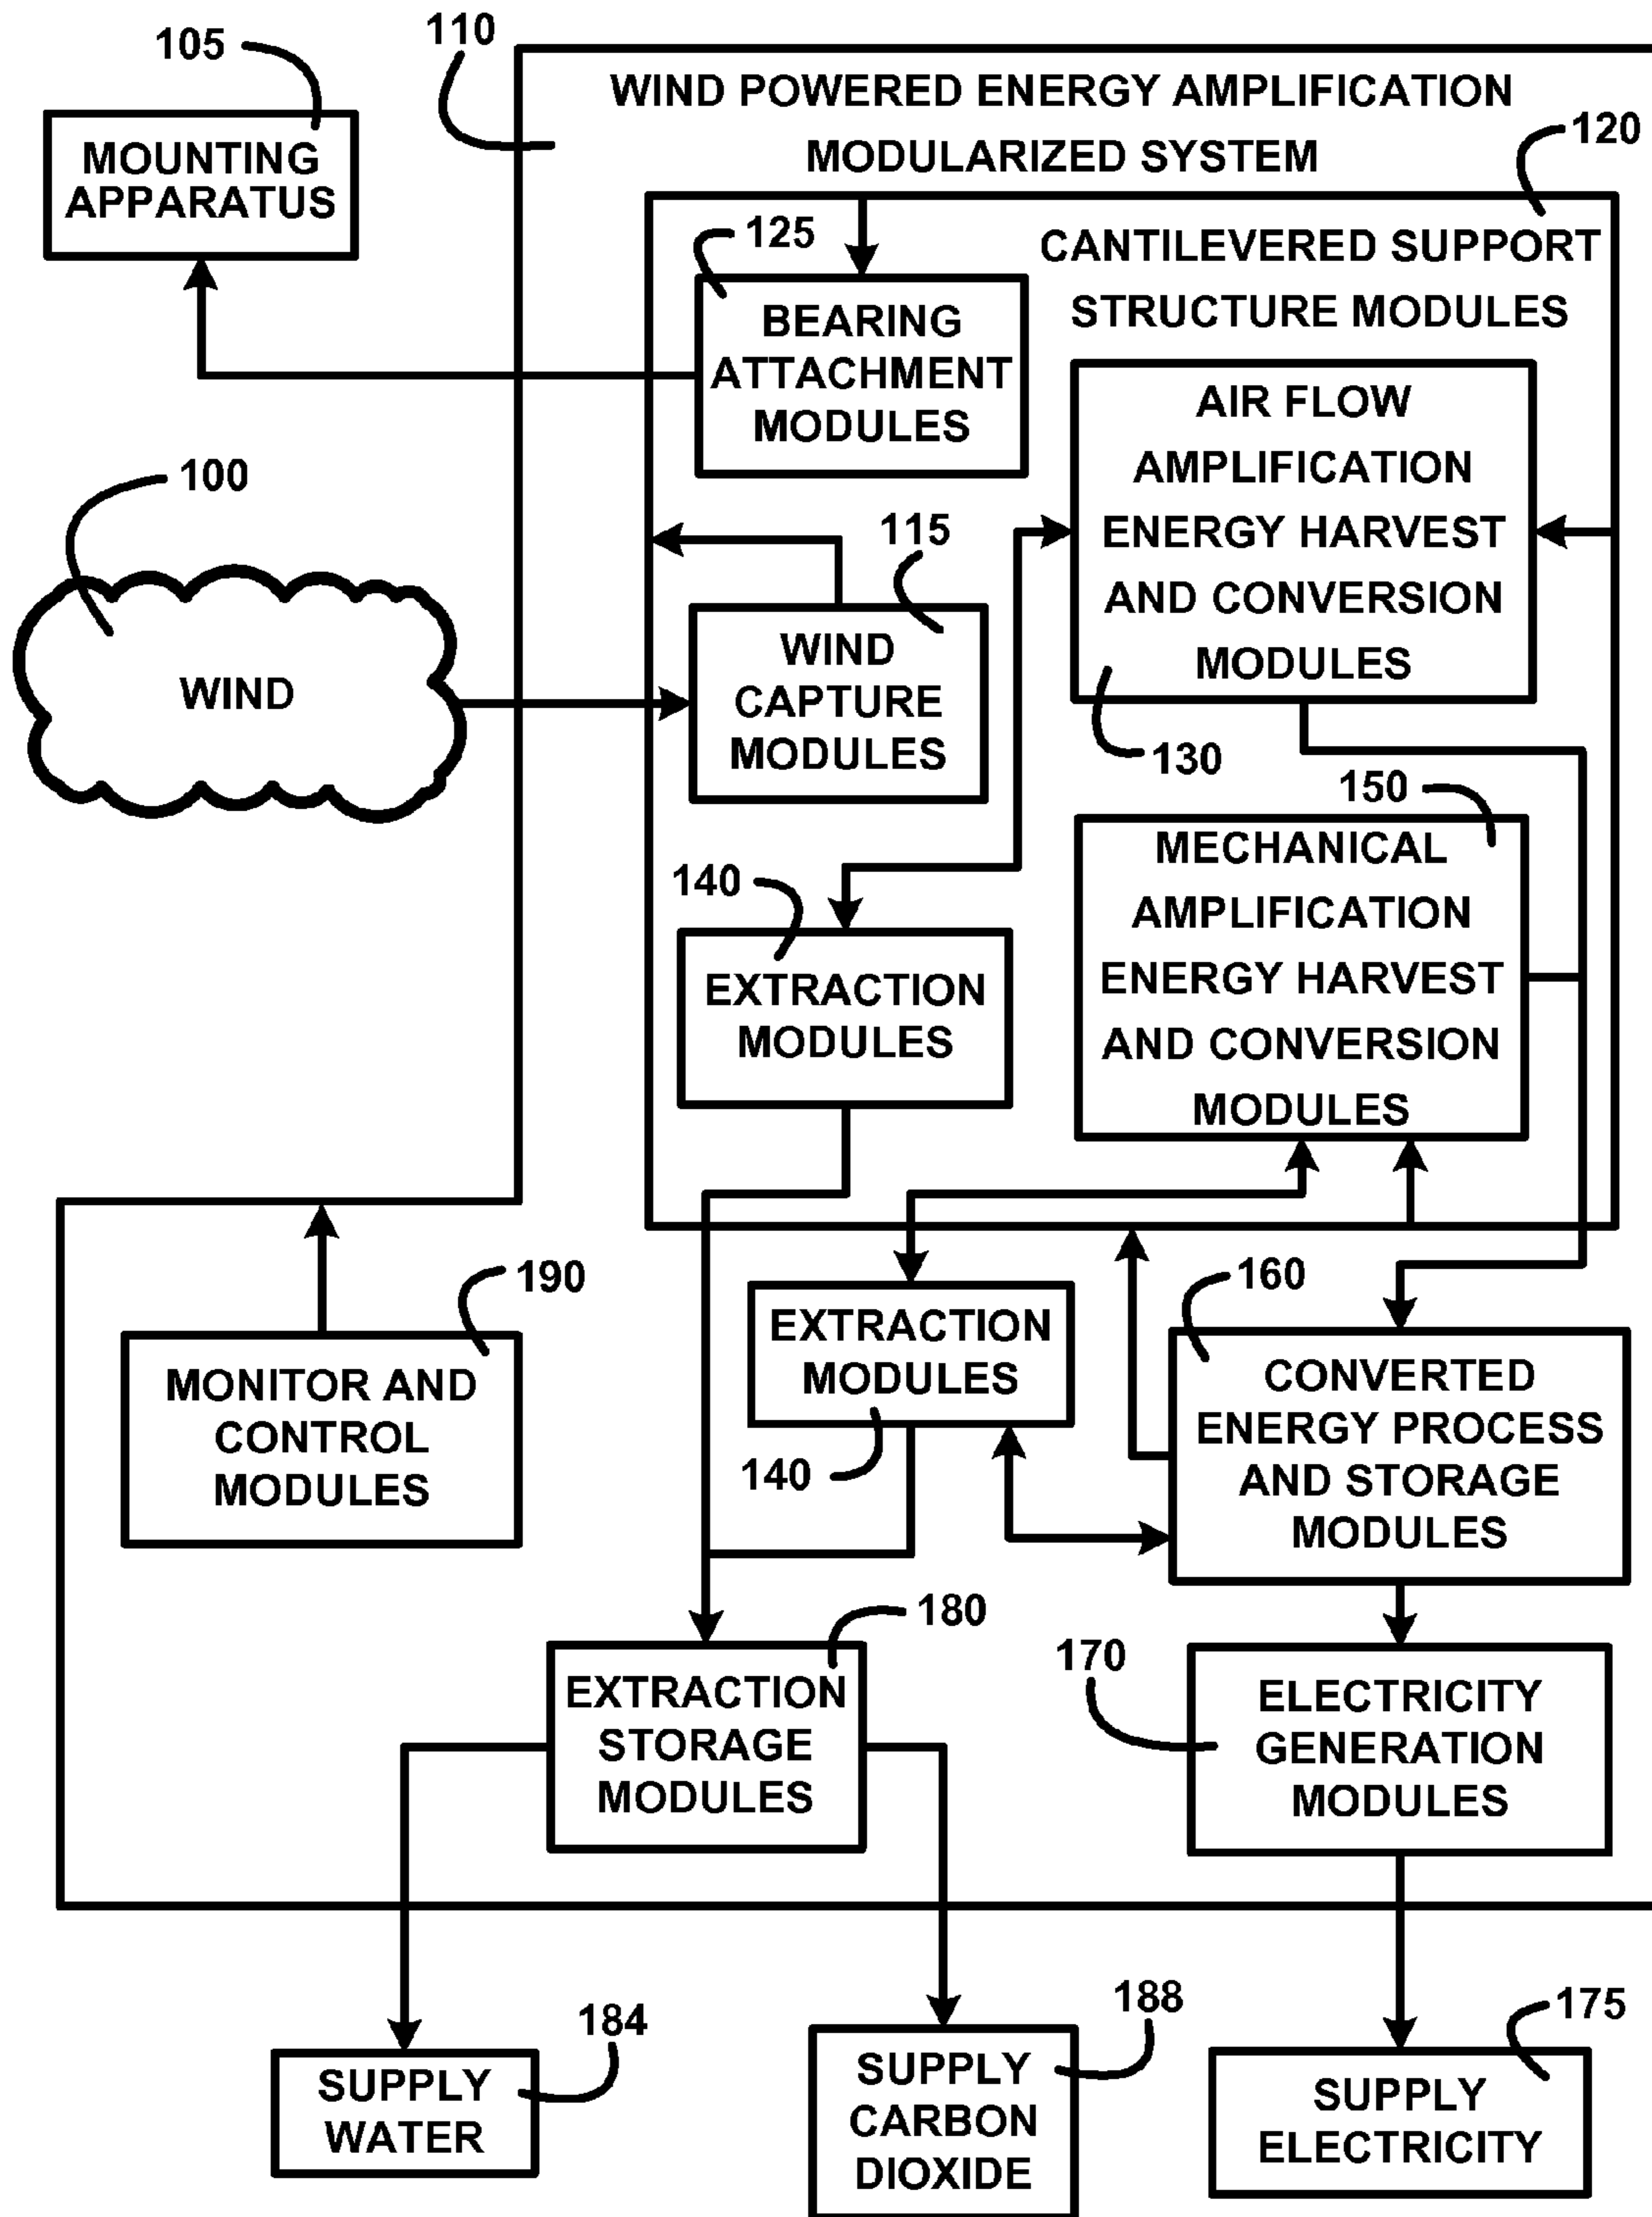 105
110
WIND POWERED ENERGY AMPLIFICATION
MODULARIZED SYSTEM
120
MOUNTING
APPARATUS
125
CANTILEVERED SUPPORT
STRUCTURE MODULES
BEARING
ATTACHMENT
MODULES
AIR FLOW
AMPLIFICATION
ENERGY HARVEST
AND CONVERSION
MODULES
130
100
WIND
115
WIND
CAPTURE
MODULES
150
MECHANICAL
AMPLIFICATION
ENERGY HARVEST
AND CONVERSION
MODULES
140
EXTRACTION
MODULES
190
MONITOR AND
CONTROL
MODULES
EXTRACTION
MODULES
140
160
CONVERTED
ENERGY PROCESS
AND STORAGE
MODULES
180
EXTRACTION
STORAGE
MODULES
170
ELECTRICITY
GENERATION
MODULES
184
SUPPLY
WATER
188
SUPPLY
CARBON
DIOXIDE
175
SUPPLY
ELECTRICITY